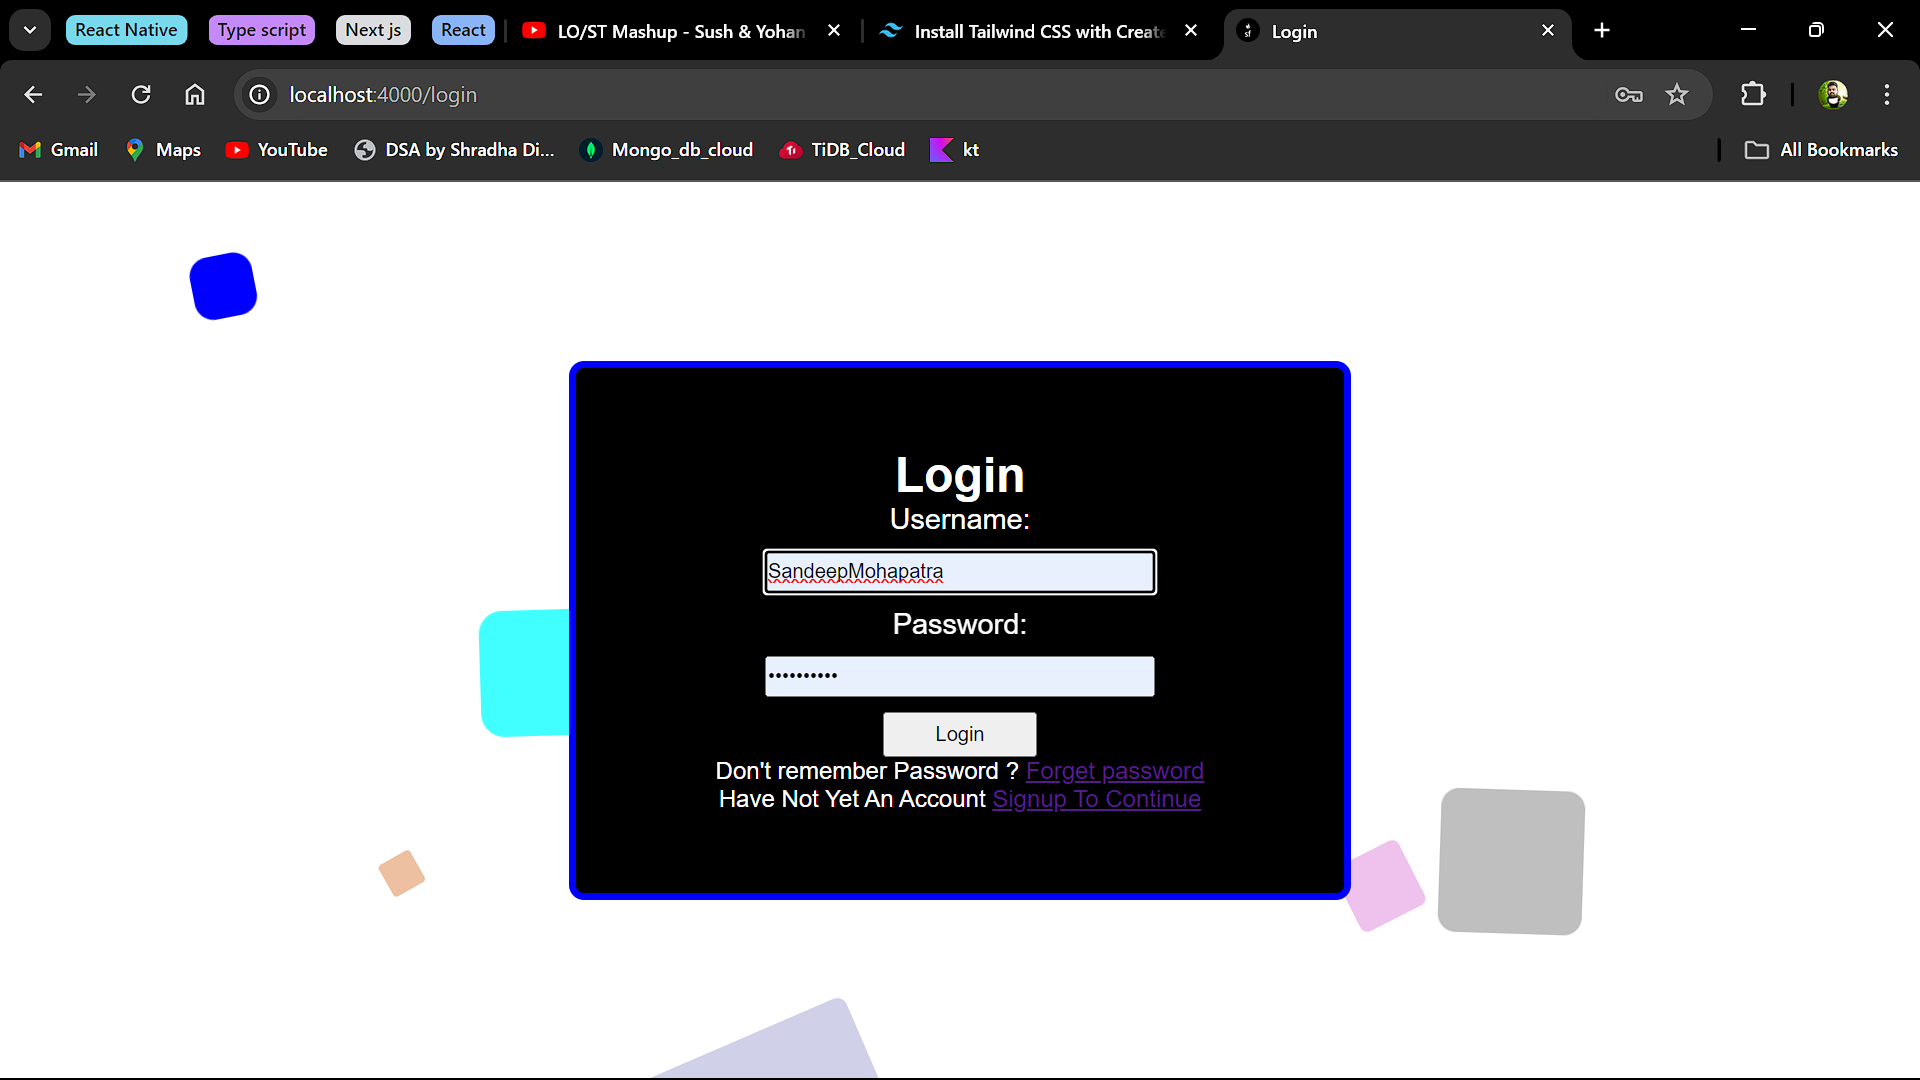 React Native Type script Next js React LO/ST Mashup - Sush & Yohan Install Tailwind CSS with Create Login
localhost:4000/login
Gmail Maps YouTube DSA by Shradha Di... Mongo_db_cloud TiDB_Cloud kt All Bookmarks
Login
Username:
SandeepMohapatra
Password:
••••••••••
Login
Don't remember Password ? Forget password
Have Not Yet An Account Signup To Continue